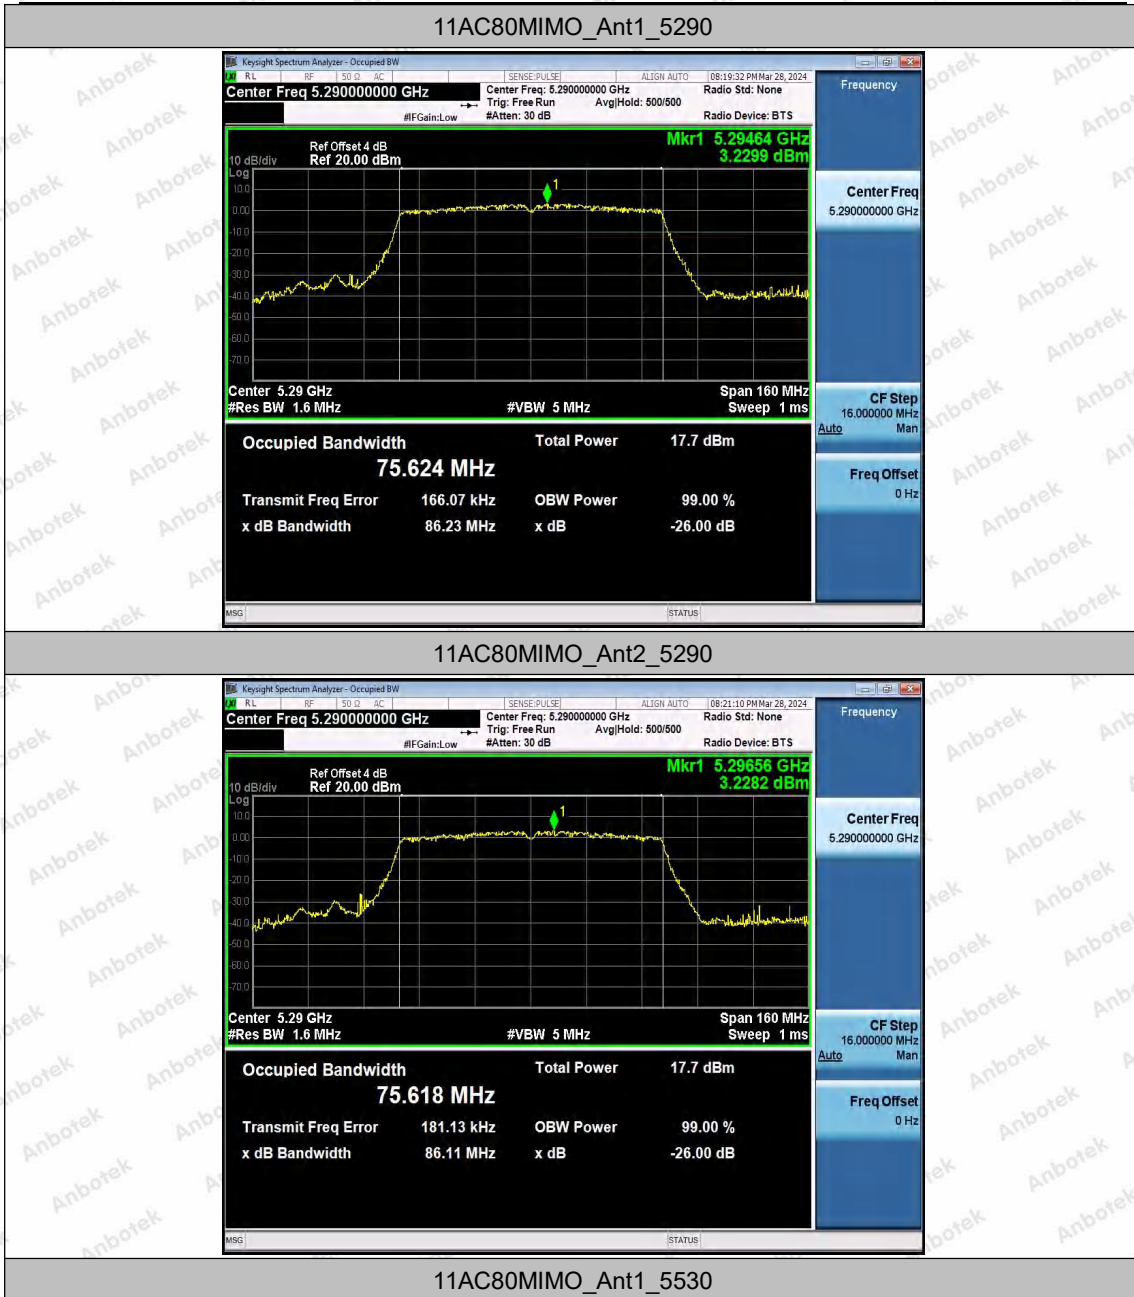 11AC80MIMO_Ant1_5290
Keysight Spectrum Analyzer - Occupied BW
LXI RL RF 50 Ω AC SENSE:PULSE ALIGN AUTO 08:19:32 PM Mar 28, 2024
Center Freq 5.290000000 GHz Center Freq: 5.290000000 GHz Radio Std: None Frequency
Trig: Free Run Avg|Hold: 500/500
#IFGain:Low #Atten: 30 dB Radio Device: BTS
Mkr1 5.29464 GHz
Ref Offset 4 dB
10 dB/div Ref 20.00 dBm 3.2299 dBm
Log
1
10.0
0.00
-10.0
-20.0
-30.0
-40.0
-50.0
-60.0
-70.0
Center Freq
5.290000000 GHz
Center 5.29 GHz Span 160 MHz
#Res BW 1.6 MHz #VBW 5 MHz Sweep 1 ms
CF Step
16.000000 MHz
Auto Man
Occupied Bandwidth Total Power 17.7 dBm
75.624 MHz
Freq Offset
0 Hz
Transmit Freq Error 166.07 kHz OBW Power 99.00 %
x dB Bandwidth 86.23 MHz x dB -26.00 dB
MSG STATUS
11AC80MIMO_Ant2_5290
Keysight Spectrum Analyzer - Occupied BW
LXI RL RF 50 Ω AC SENSE:PULSE ALIGN AUTO 08:21:10 PM Mar 28, 2024
Center Freq 5.290000000 GHz Center Freq: 5.290000000 GHz Radio Std: None Frequency
Trig: Free Run Avg|Hold: 500/500
#IFGain:Low #Atten: 30 dB Radio Device: BTS
Mkr1 5.29656 GHz
Ref Offset 4 dB
10 dB/div Ref 20.00 dBm 3.2282 dBm
Log
1
10.0
0.00
-10.0
-20.0
-30.0
-40.0
-50.0
-60.0
-70.0
Center Freq
5.290000000 GHz
Center 5.29 GHz Span 160 MHz
#Res BW 1.6 MHz #VBW 5 MHz Sweep 1 ms
CF Step
16.000000 MHz
Auto Man
Occupied Bandwidth Total Power 17.7 dBm
75.618 MHz
Freq Offset
0 Hz
Transmit Freq Error 181.13 kHz OBW Power 99.00 %
x dB Bandwidth 86.11 MHz x dB -26.00 dB
MSG STATUS
11AC80MIMO_Ant1_5530
Anbotek